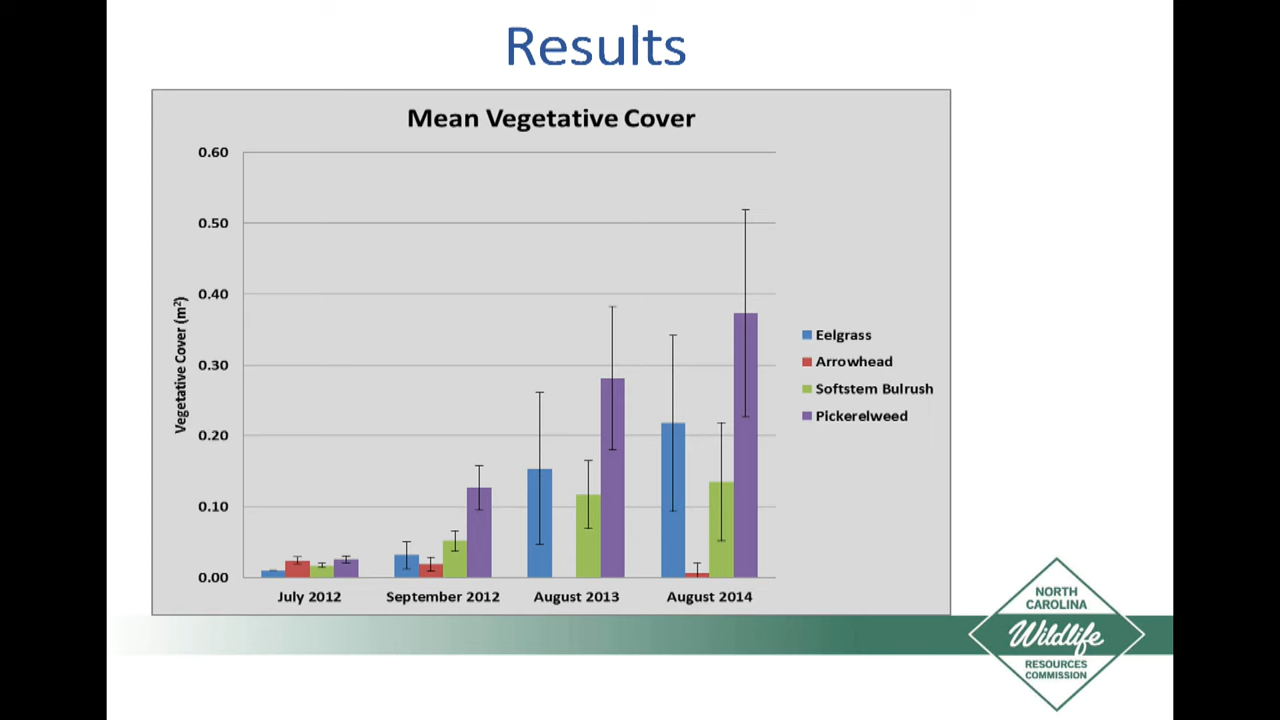 Results
Mean Vegetative Cover
0.60
0.50
0.40
0.30
0.20
0.10
0.00
Vegetative Cover (m²)
July 2012
September 2012
August 2013
August 2014
Eelgrass
Arrowhead
Softstem Bulrush
Pickerelweed
NORTH
CAROLINA
Wildlife
RESOURCES
COMMISSION